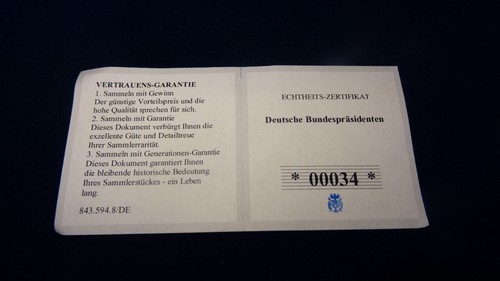 VERTRAUENS-GARANTIE
1. Sammeln mit Gewinn
Der günstige Vorteilspreis und die
hohe Qualität sprechen für sich.
2. Sammeln mit Garantie
Dieses Dokument verbürgt Ihnen die
exzellente Güte und Detailtreue
Ihrer Sammlerrarität.
3. Sammeln mit Generationen-Garantie
Dieses Dokument garantiert Ihnen
die bleibende historische Bedeutung
Ihres Sammlerstückes - ein Leben
lang.
843.594.8/DE
ECHTHEITS-ZERTIFIKAT
Deutsche Bundespräsidenten
* 00034 *